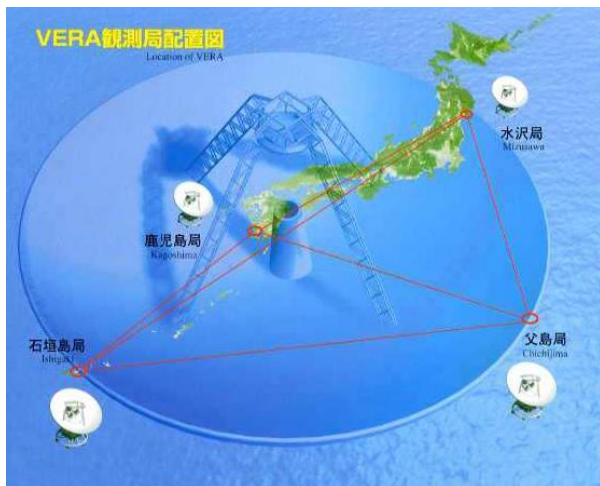 VERA観測局配置図
Location of VERA
水沢局
Mizusawa
鹿児島局
Kagoshima
石垣島局
Ishigaki
父島局
Chichijima